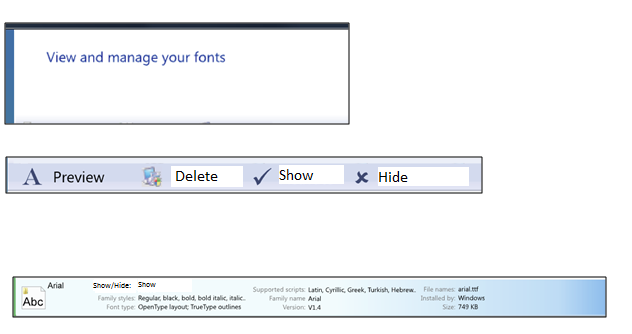 View and manage your fonts
A Preview Delete Show Hide
Abc Arial Show/Hide: Show Supported scripts: Latin, Cyrillic, Greek, Turkish, Hebrew.. File names: arial.ttf
Family styles: Regular, black, bold, bold italic, italic.. Family name Arial Installed by: Windows
Font type: OpenType layout; TrueType outlines Version: V1.4 Size: 749 KB